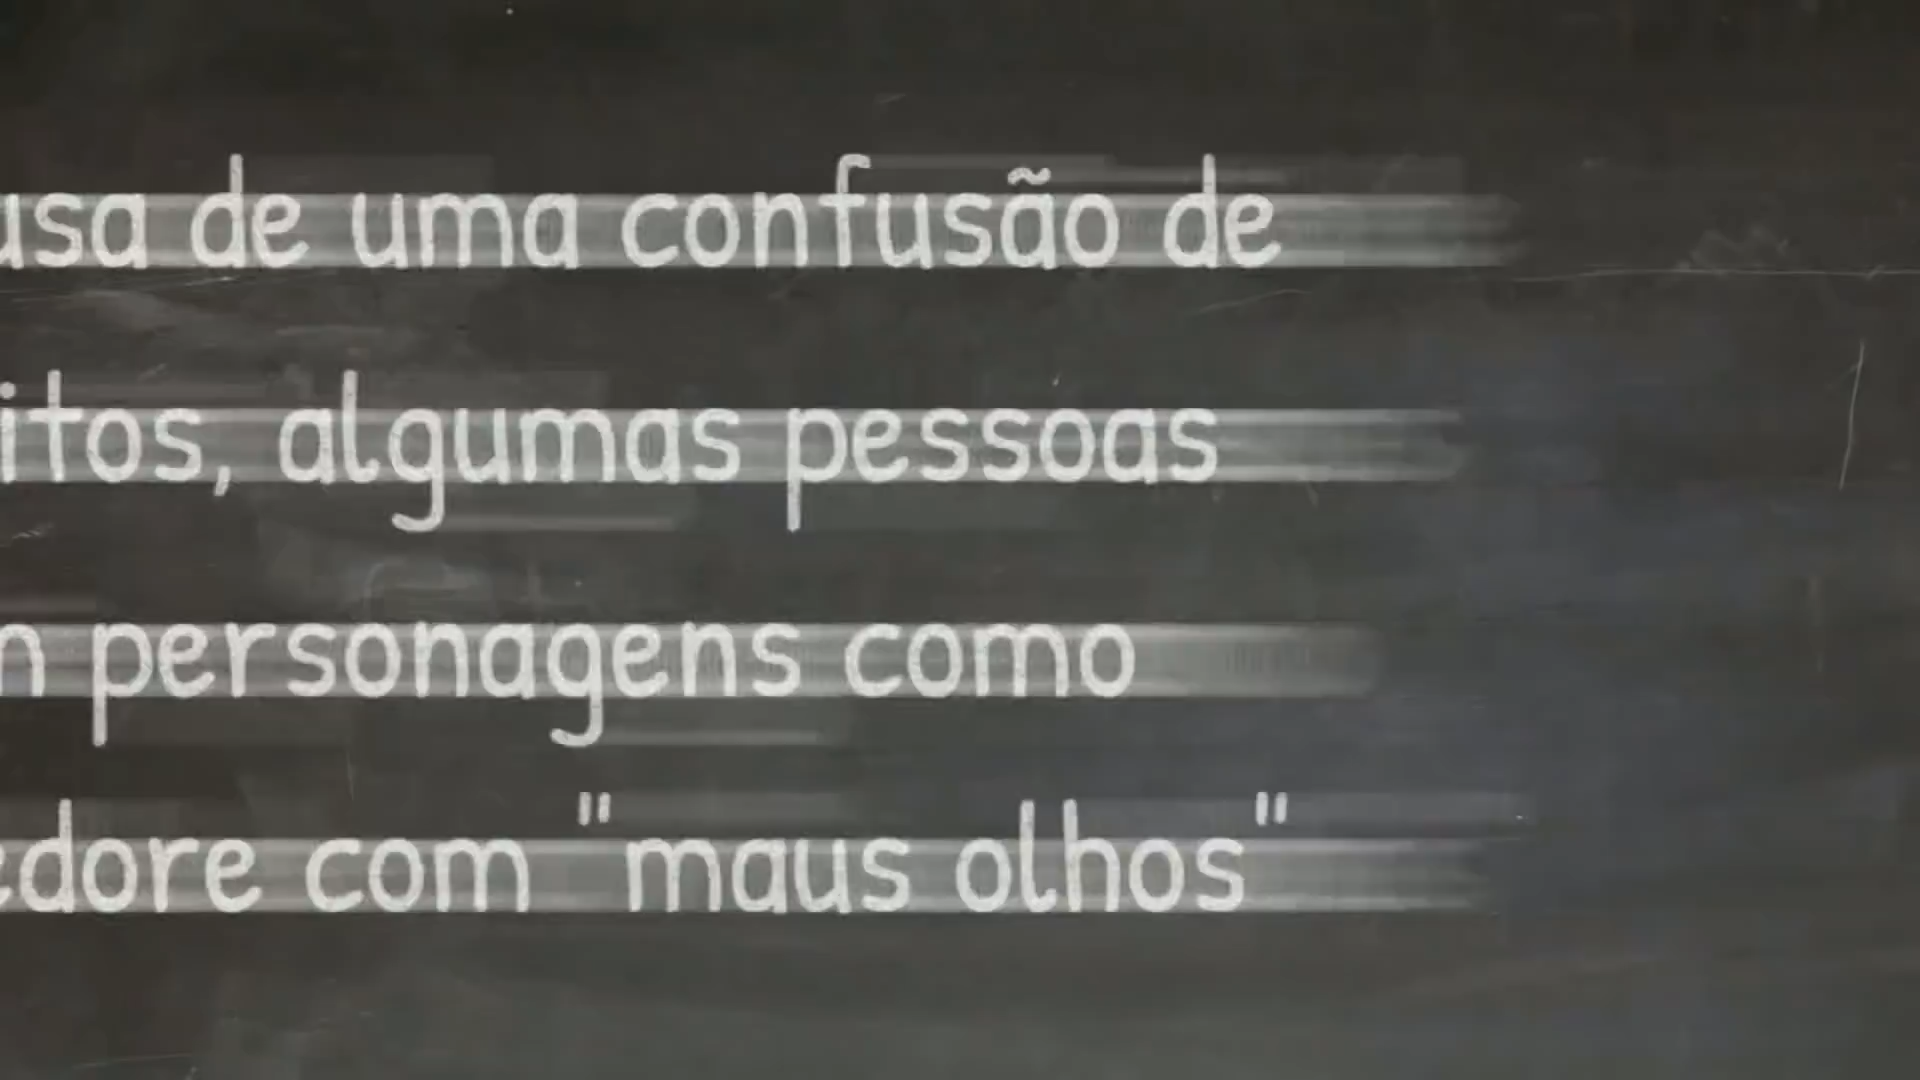 usa de uma confusão de
itos, algumas pessoas
n personagens como
edore com "maus olhos"